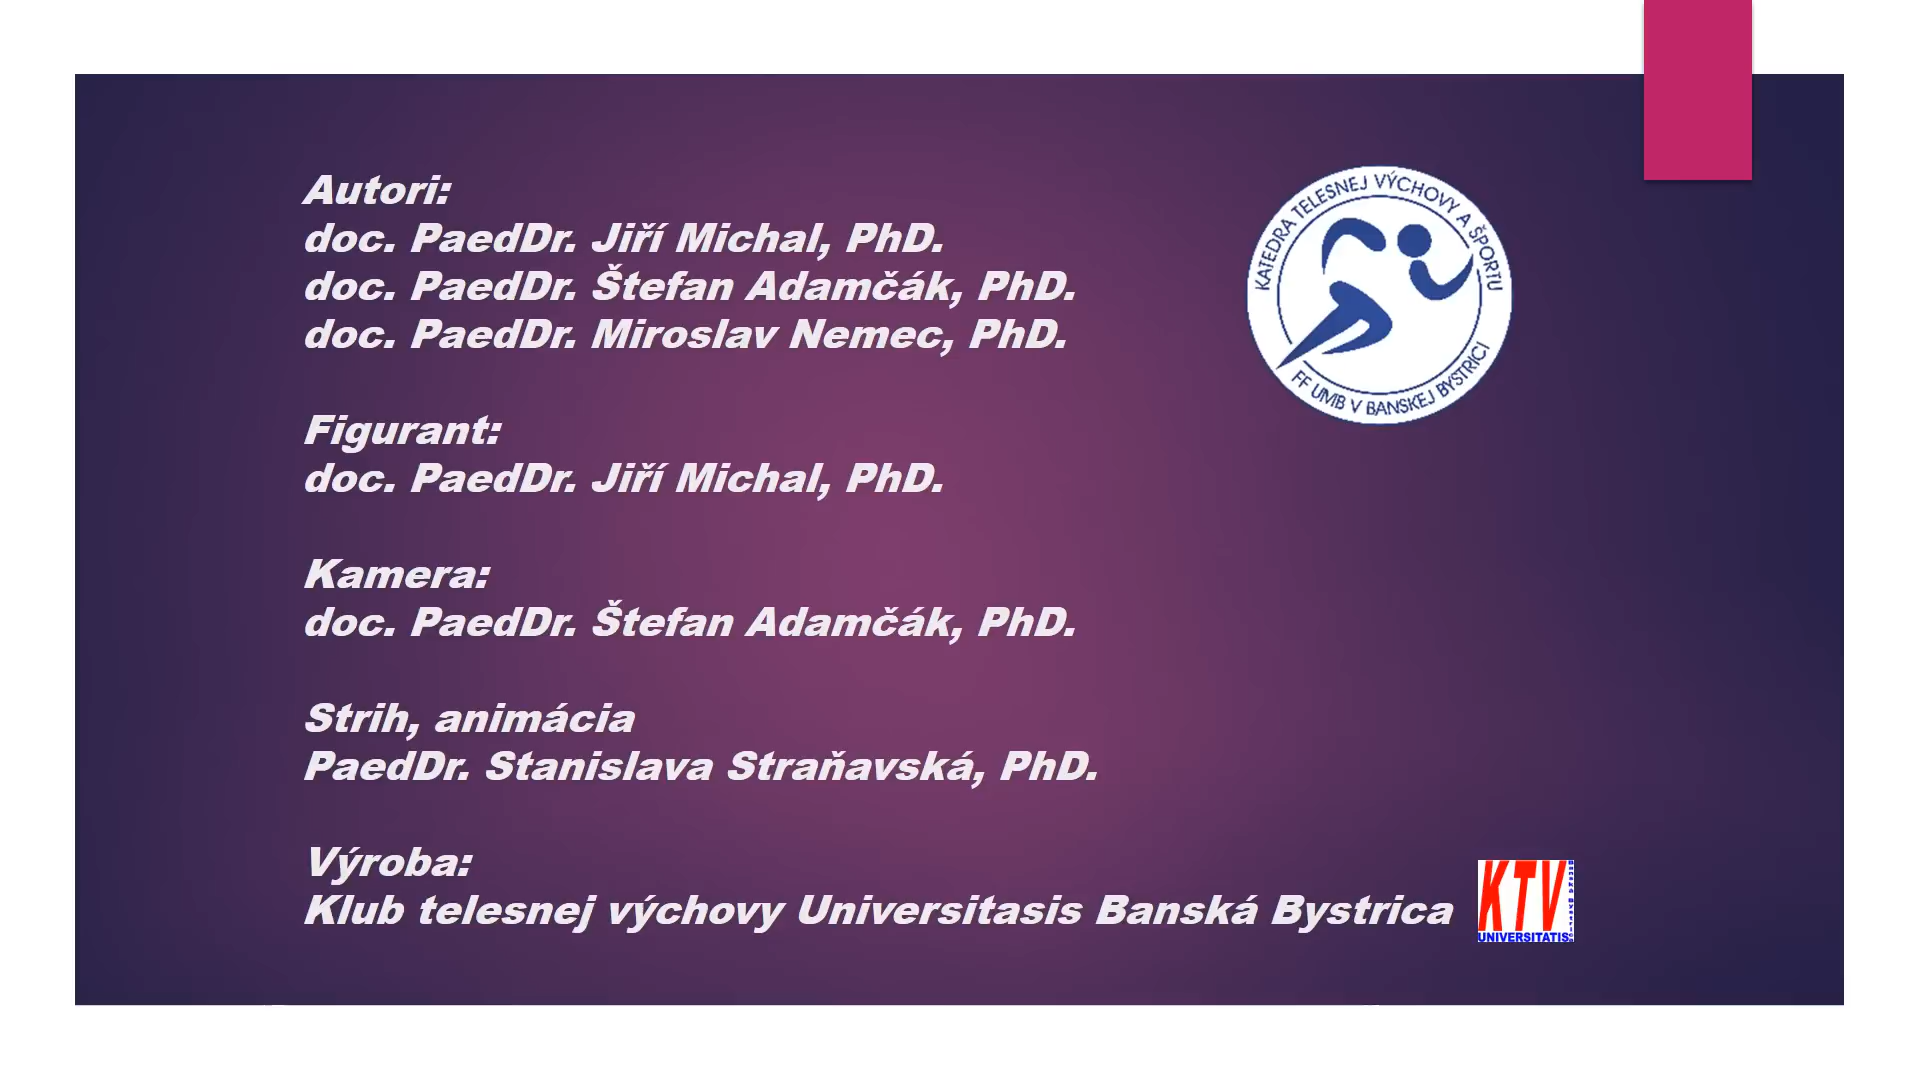 Autori:
doc. PaedDr. Jiří Michal, PhD.
doc. PaedDr. Štefan Adamčák, PhD.
doc. PaedDr. Miroslav Nemec, PhD.
Figurant:
doc. PaedDr. Jiří Michal, PhD.
Kamera:
doc. PaedDr. Štefan Adamčák, PhD.
Strih, animácia
PaedDr. Stanislava Straňavská, PhD.
Výroba:
Klub telesnej výchovy Universitasis Banská Bystrica
KATEDRA TELESNEJ VÝCHOVY A ŠPORTU
FF UMB V BANSKEJ BYSTRICI
KTV
UNIVERSITATIS